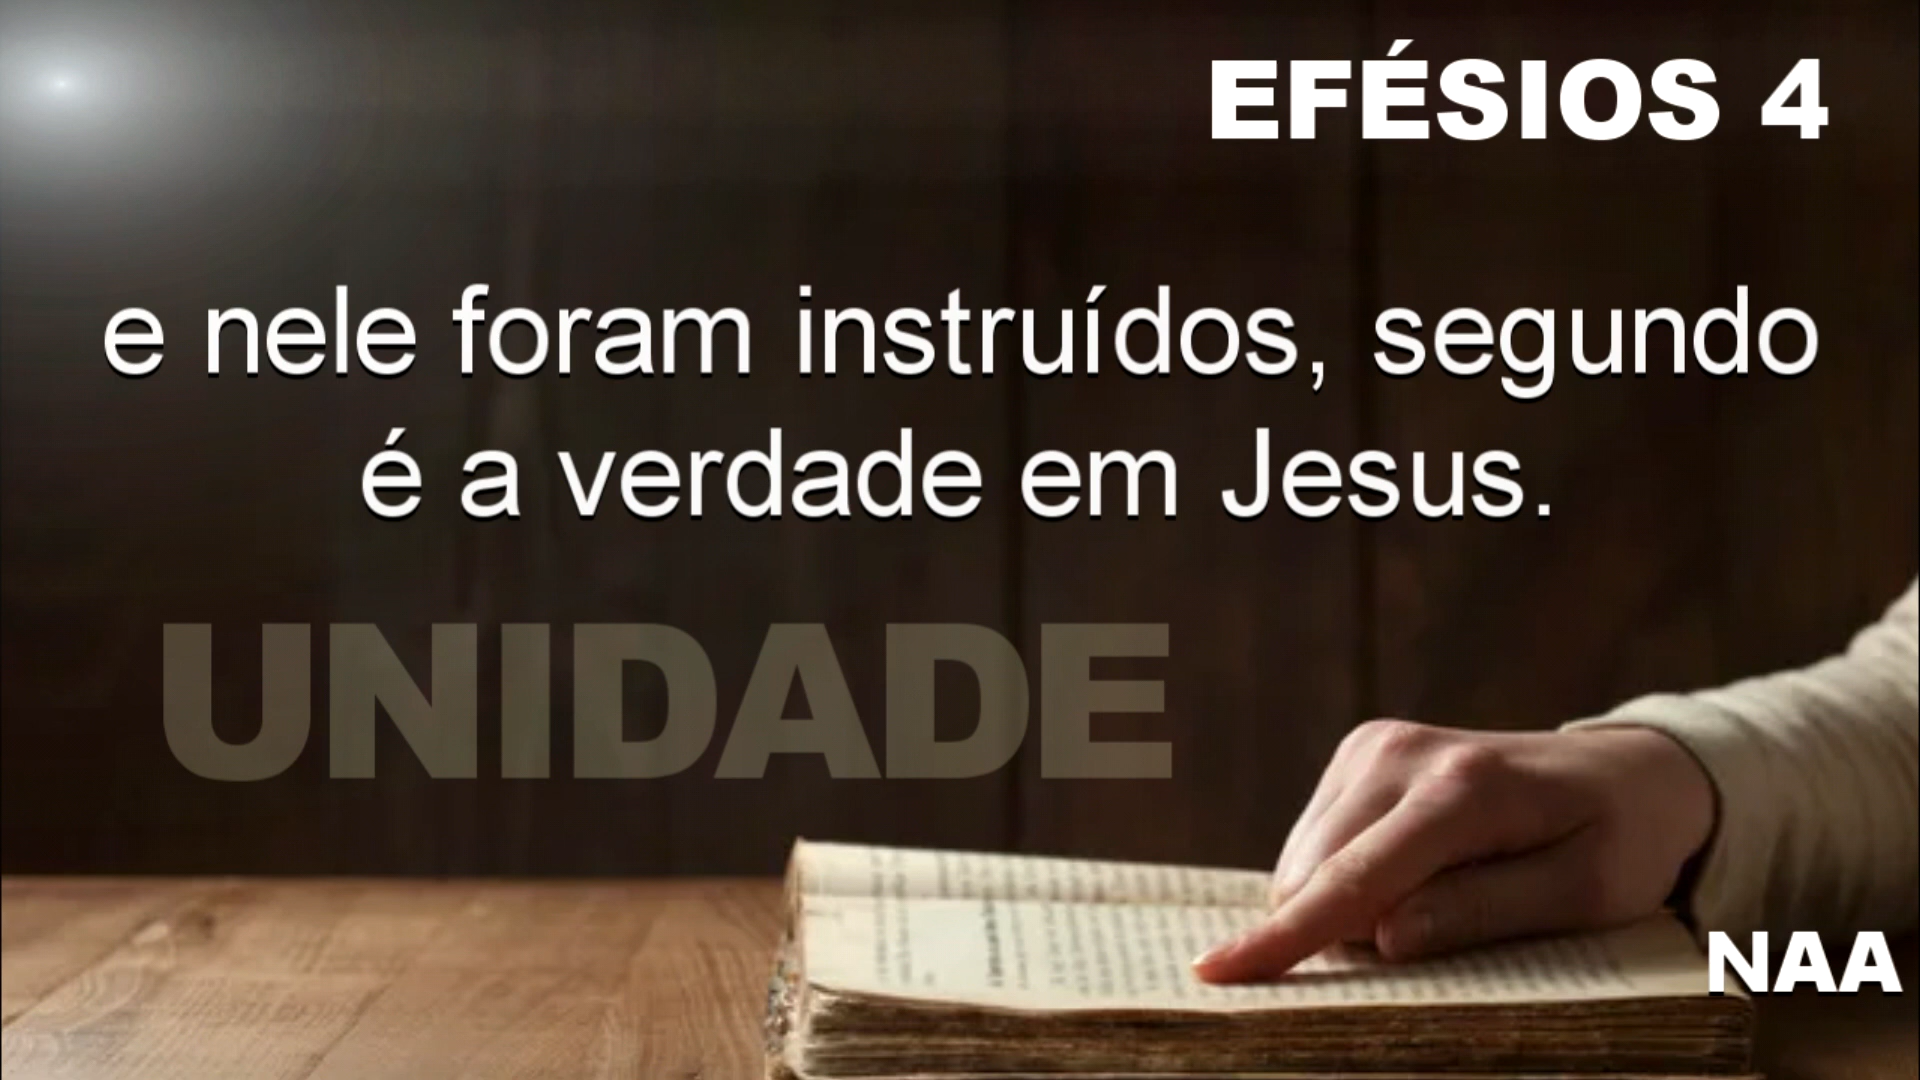 EFÉSIOS 4
e nele foram instruídos, segundo
é a verdade em Jesus.
UNIDADE
NAA